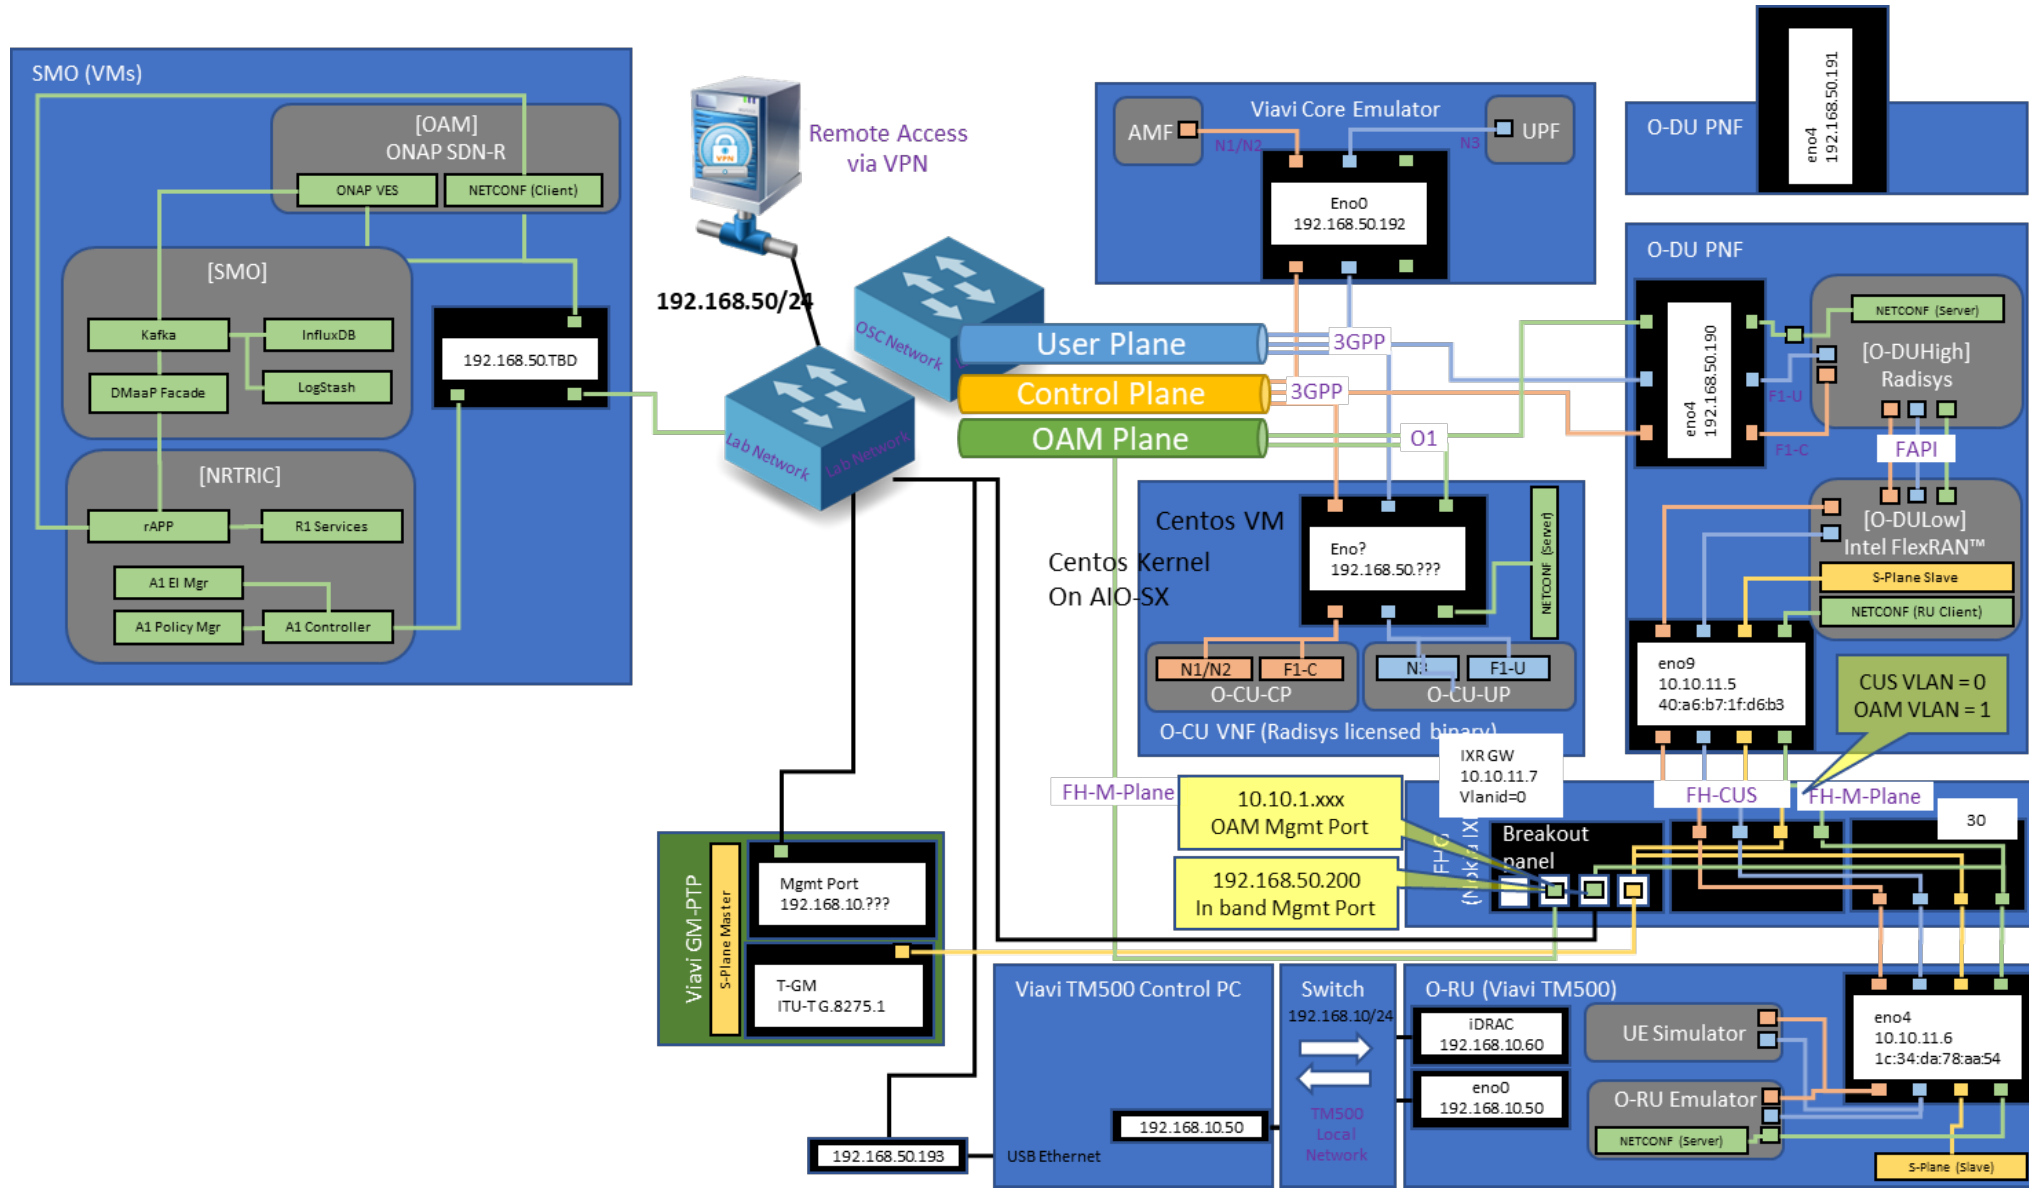 SMO (VMs)
[OAM]
ONAP SDN-R
ONAP VES
NETCONF (Client)
[SMO]
Kafka
InfluxDB
DMaaP Facade
LogStash
192.168.50.TBD
[NRTRIC]
rAPP
R1 Services
A1 EI Mgr
A1 Policy Mgr
A1 Controller
Remote Access
via VPN
VPN
192.168.50/24
OSC Network
Lab Network
Lab Network
User Plane
Control Plane
OAM Plane
3GPP
3GPP
O1
Viavi Core Emulator
AMF
N1/N2
N3
UPF
Eno0
192.168.50.192
O-DU PNF
eno4
192.168.50.191
O-DU PNF
eno4
192.168.50.190
NETCONF (Server)
[O-DUHigh]
Radisys
F1-U
F1-C
FAPI
[O-DULow]
Intel FlexRAN™
S-Plane Slave
NETCONF (RU Client)
eno9
10.10.11.5
40:a6:b7:1f:d6:b3
CUS VLAN = 0
OAM VLAN = 1
Centos VM
Centos Kernel
On AIO-SX
Eno?
192.168.50.???
NETCONF (Server)
N1/N2
F1-C
O-CU-CP
F1-U
O-CU-UP
O-CU VNF (Radisys licensed binary)
IXR GW
10.10.11.7
Vlanid=0
FH-M-Plane
10.10.1.xxx
OAM Mgmt Port
192.168.50.200
In band Mgmt Port
(Nokia
Breakout
panel
FH-CUS
FH-M-Plane
30
Viavi GM-PTP
S-Plane Master
Mgmt Port
192.168.10.???
T-GM
ITU-T G.8275.1
Viavi TM500 Control PC
192.168.10.50
192.168.50.193
USB Ethernet
Switch
192.168.10/24
TM500
Local
Network
O-RU (Viavi TM500)
iDRAC
192.168.10.60
eno0
192.168.10.50
UE Simulator
O-RU Emulator
NETCONF (Server)
eno4
10.10.11.6
1c:34:da:78:aa:54
S-Plane (Slave)